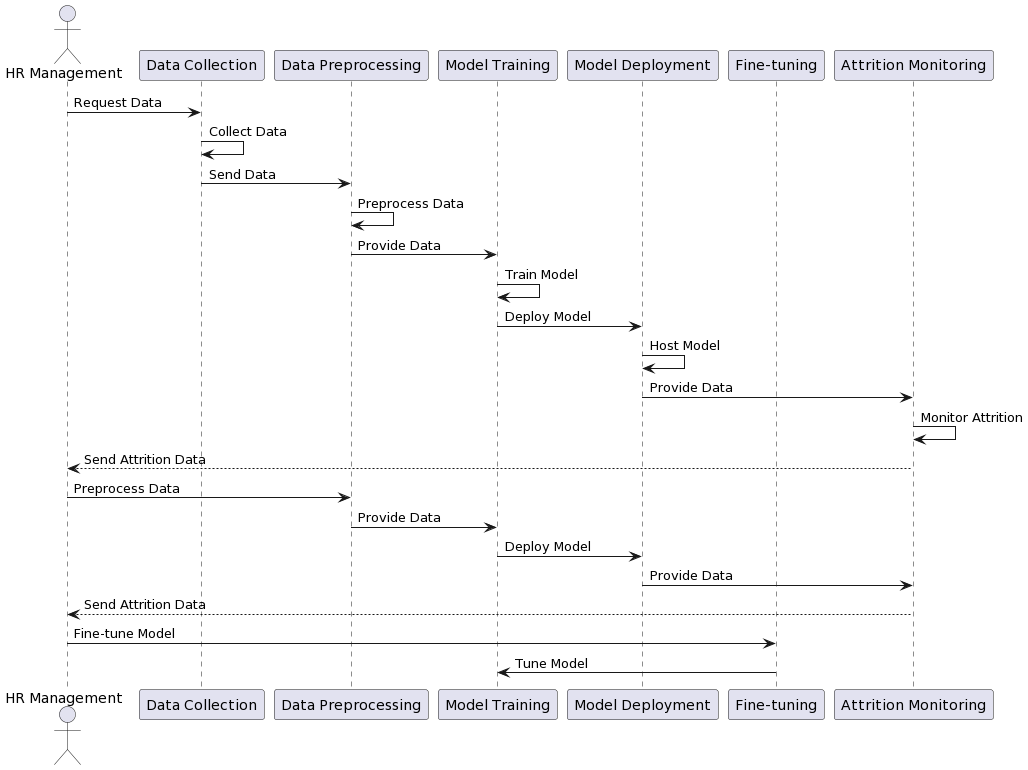 HR Management
Data Collection
Data Preprocessing
Model Training
Model Deployment
Fine-tuning
Attrition Monitoring
Request Data
Collect Data
Send Data
Preprocess Data
Provide Data
Train Model
Deploy Model
Host Model
Provide Data
Monitor Attrition
Send Attrition Data
Preprocess Data
Provide Data
Deploy Model
Provide Data
Send Attrition Data
Fine-tune Model
Tune Model
HR Management
Data Collection
Data Preprocessing
Model Training
Model Deployment
Fine-tuning
Attrition Monitoring